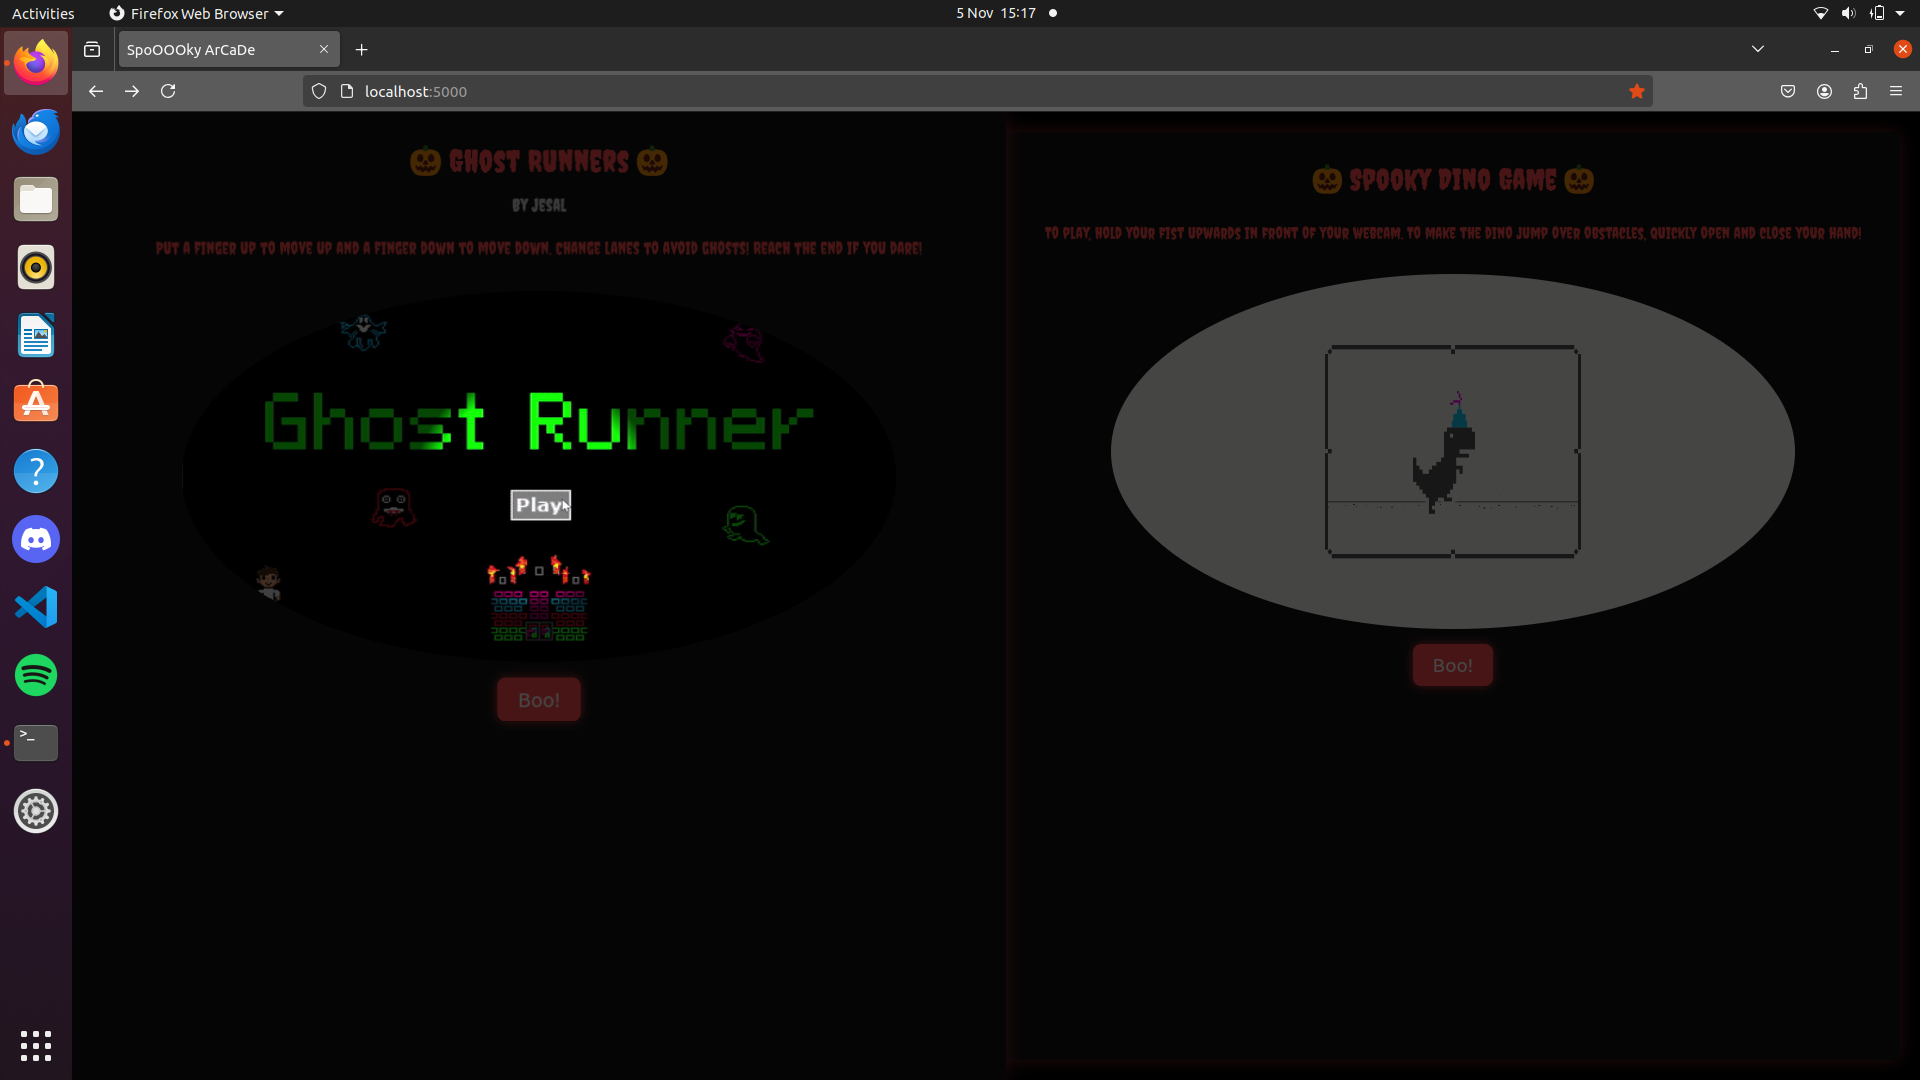 Activities
Firefox Web Browser
5 Nov 15:17
SpoOOOky ArCaDe
localhost:5000
GHOST RUNNERS
BY JESAL
PUT A FINGER UP TO MOVE UP AND A FINGER DOWN TO MOVE DOWN. CHANGE LANES TO AVOID GHOSTS! REACH THE END IF YOU DARE!
Ghost Runner
Play
Boo!
SPOOKY DINO GAME
TO PLAY, HOLD YOUR FIST UPWARDS IN FRONT OF YOUR WEBCAM. TO MAKE THE DINO JUMP OVER OBSTACLES, QUICKLY OPEN AND CLOSE YOUR HAND!
Boo!